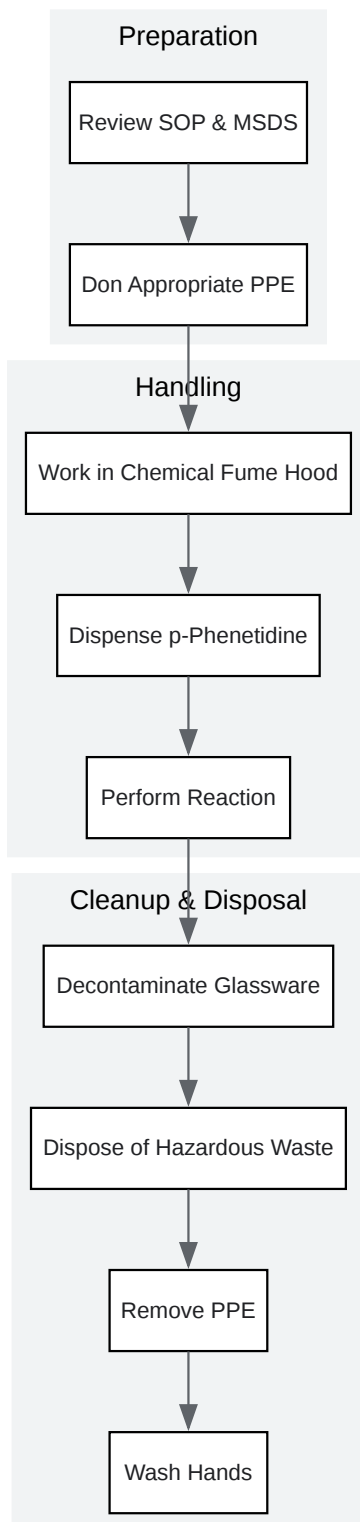 Preparation
Review SOP & MSDS
Don Appropriate PPE
Handling
Work in Chemical Fume Hood
Dispense p-Phenetidine
Perform Reaction
Cleanup & Disposal
Decontaminate Glassware
Dispose of Hazardous Waste
Remove PPE
Wash Hands